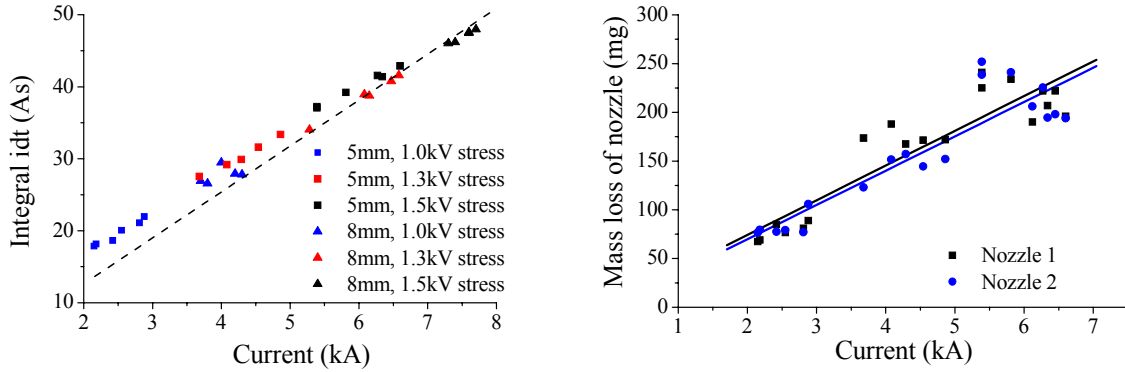 50
40
30
20
10
Integral idt (As)
2 3 4 5 6 7 8
Current (kA)
5mm, 1.0kV stress
5mm, 1.3kV stress
5mm, 1.5kV stress
8mm, 1.0kV stress
8mm, 1.3kV stress
8mm, 1.5kV stress
300
250
200
150
100
50
0
Mass loss of nozzle (mg)
1 2 3 4 5 6 7
Current (kA)
Nozzle 1
Nozzle 2